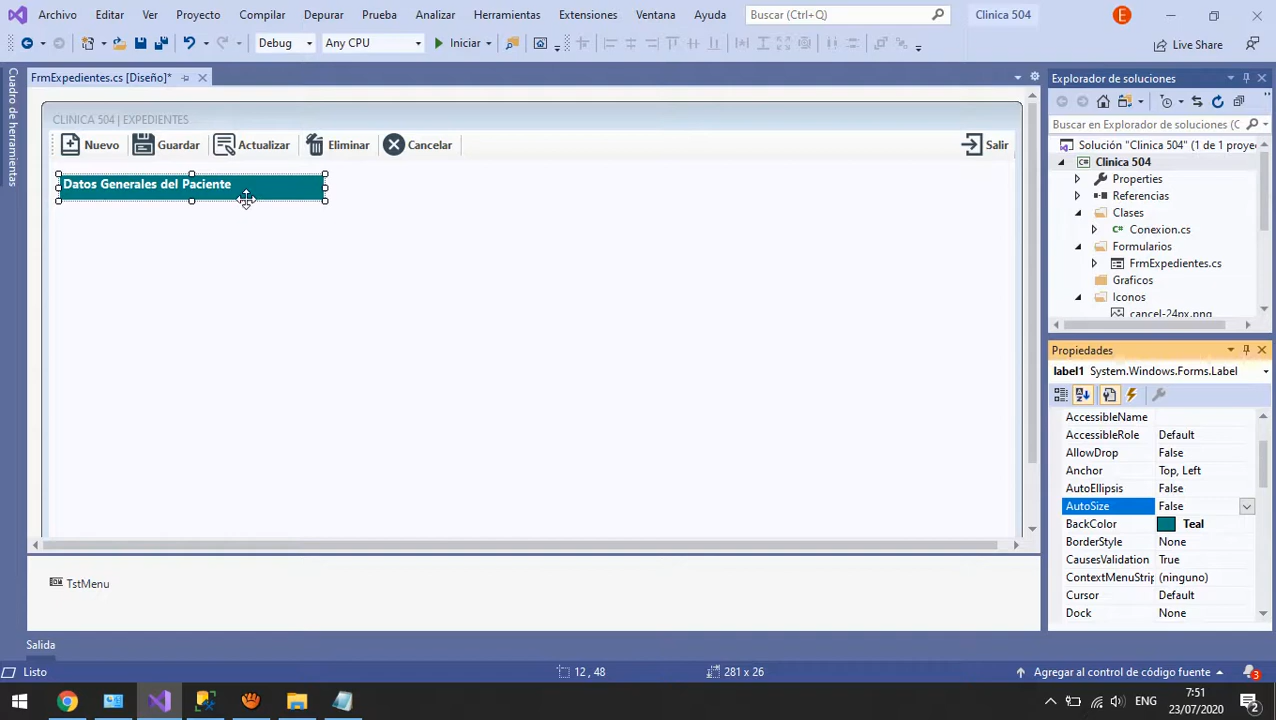 Archivo Editar Ver Proyecto Compilar Depurar Prueba Analizar Herramientas Extensiones Ventana Ayuda Buscar (Ctrl+Q) Clinica 504 E
Debug Any CPU Iniciar Live Share
Cuadro de herramientas
FrmExpedientes.cs [Diseño]*
CLINICA 504 | EXPEDIENTES
Nuevo Guardar Actualizar Eliminar Cancelar Salir
Datos Generales del Paciente
TstMenu
Explorador de soluciones
Buscar en Explorador de soluciones (C
Solución "Clinica 504" (1 de 1 proye
Clinica 504
Properties
Referencias
Clases
Conexion.cs
Formularios
FrmExpedientes.cs
Graficos
Iconos
cancel-24px.png
Propiedades
label1 System.Windows.Forms.Label
AccessibleName
AccessibleRole Default
AllowDrop False
Anchor Top, Left
AutoEllipsis False
AutoSize False
BackColor Teal
BorderStyle None
CausesValidation True
ContextMenuStrip (ninguno)
Cursor Default
Dock None
Salida
Listo 12 , 48 281 x 26 Agregar al control de código fuente 3
ENG 7:51
23/07/2020 2